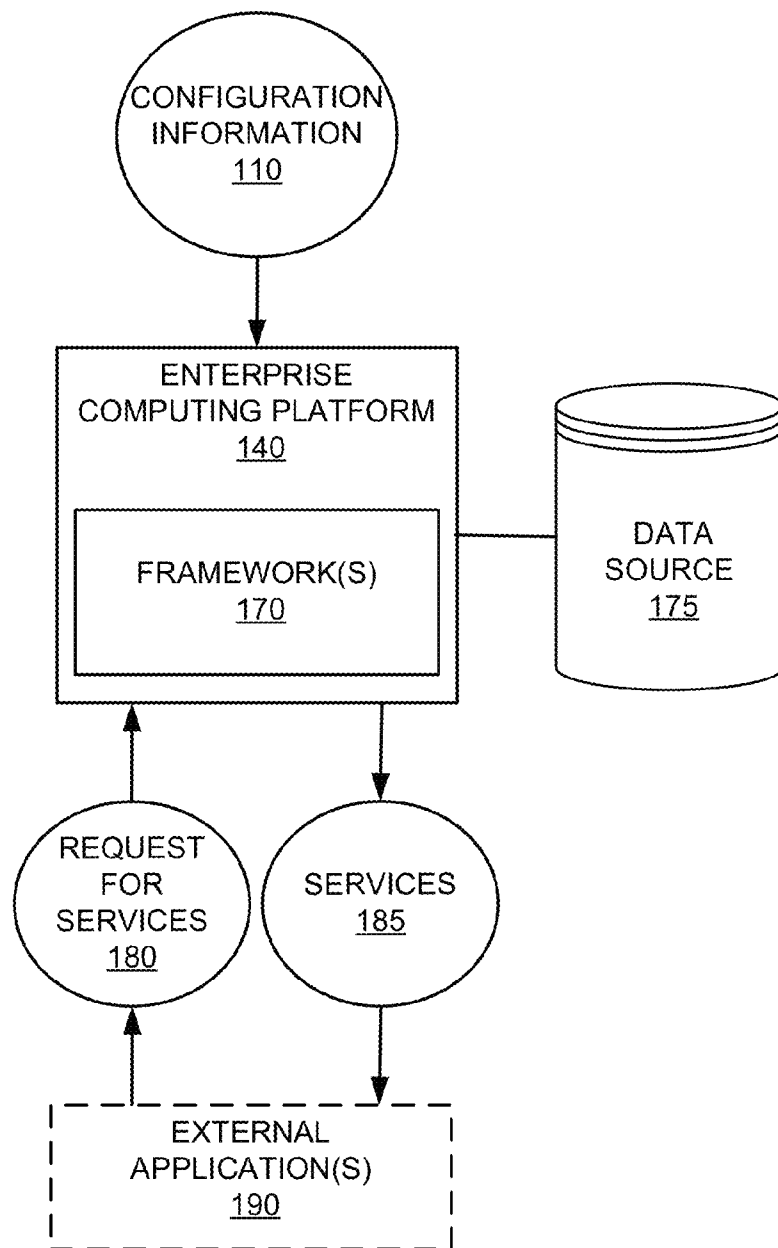 CONFIGURATION
INFORMATION
110
ENTERPRISE
COMPUTING PLATFORM
140
FRAMEWORK(S)
170
DATA
SOURCE
175
REQUEST
FOR
SERVICES
180
SERVICES
185
EXTERNAL
APPLICATION(S)
190